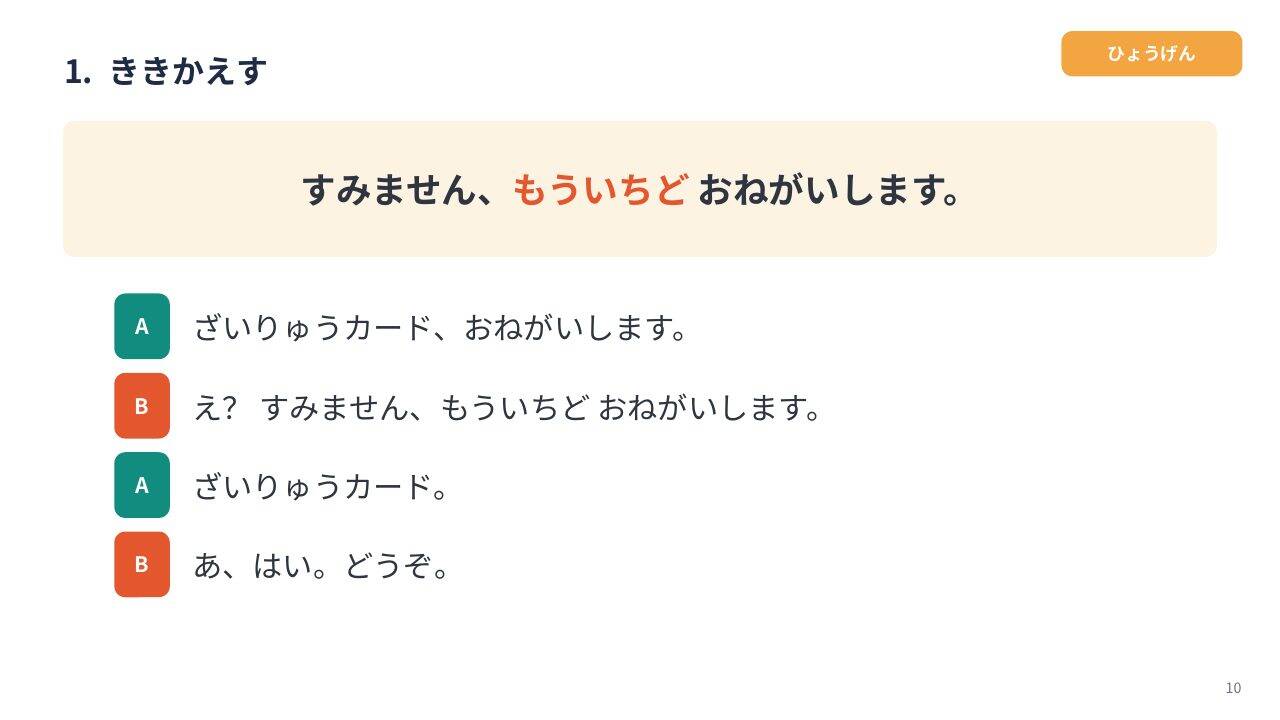 1. ききかえす
ひょうげん
すみません、もういちど おねがいします。
A ざいりゅうカード、おねがいします。
B え？ すみません、もういちど おねがいします。
A ざいりゅうカード。
B あ、はい。どうぞ。
10